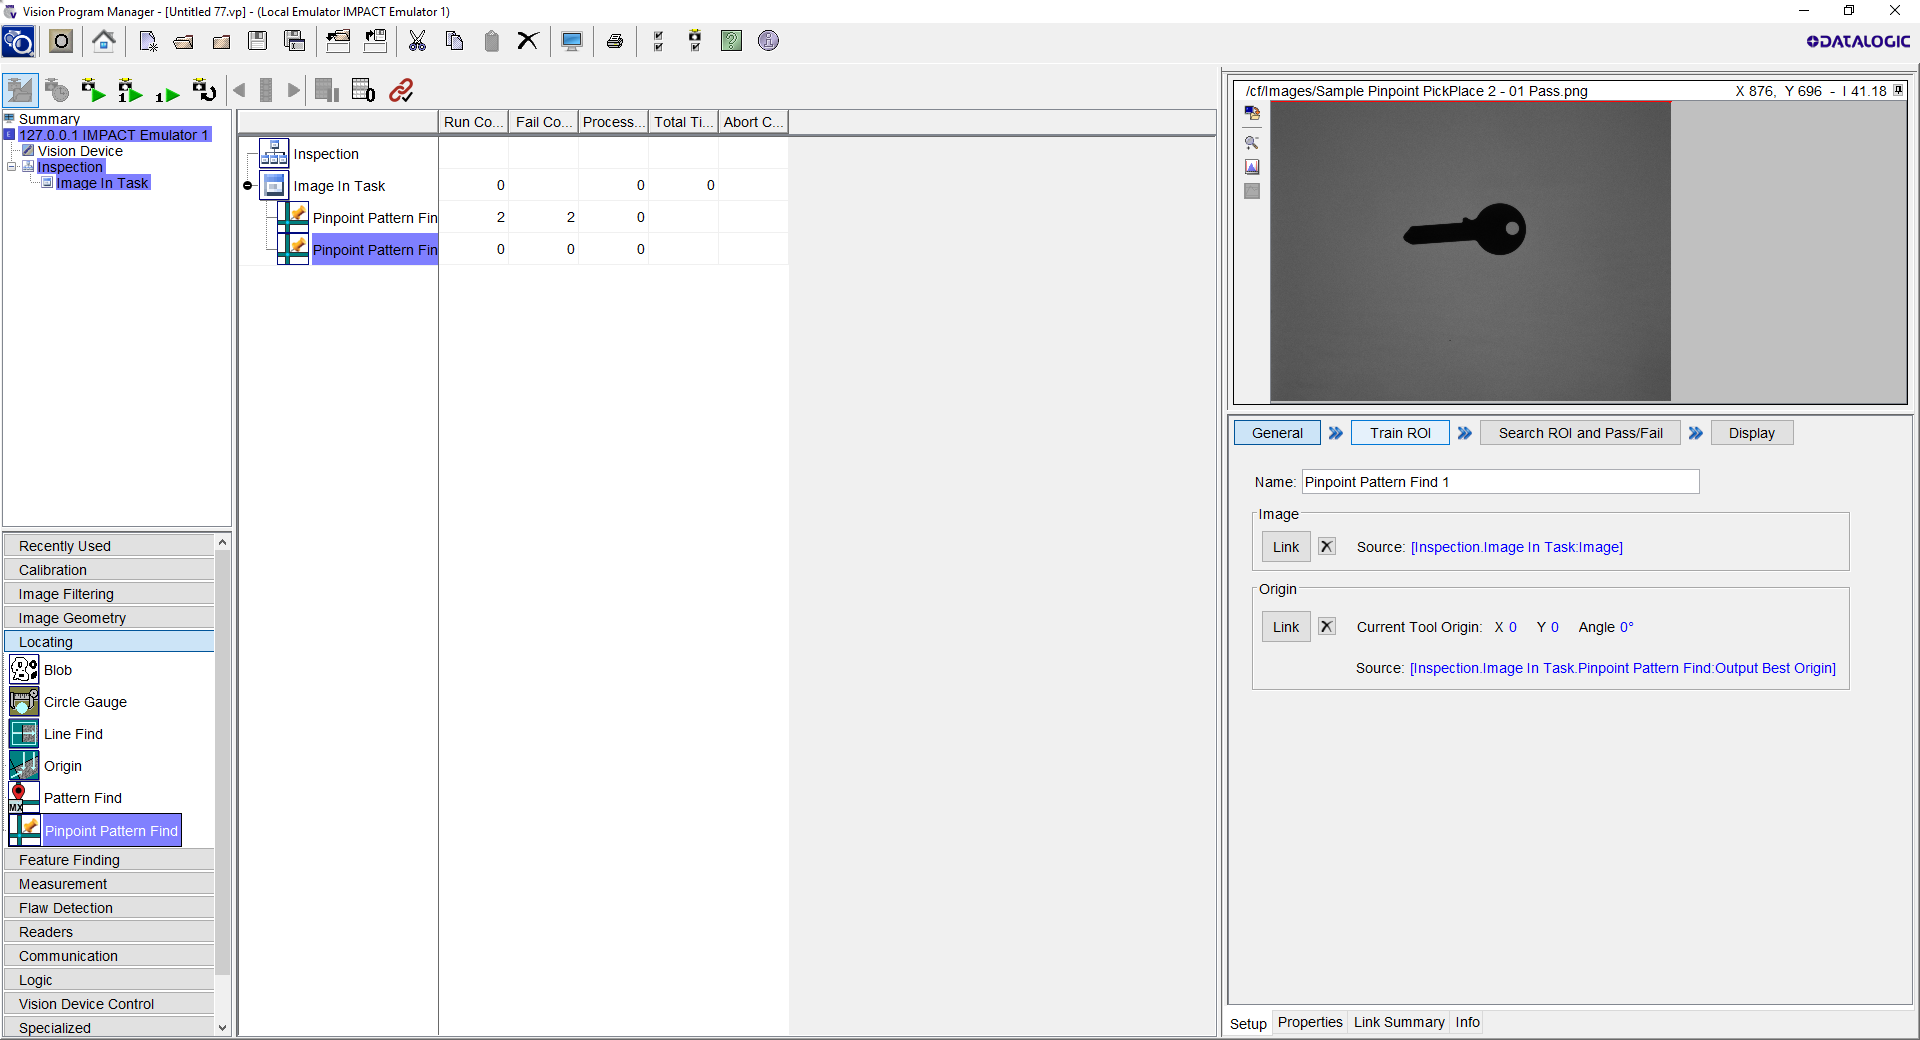 Vision Program Manager - [Untitled 77.vp] - (Local Emulator IMPACT Emulator 1)
DATALOGIC
Summary
127.0.0.1 IMPACT Emulator 1
Vision Device
Inspection
Image In Task
Run Co... Fail Co... Process... Total Ti... Abort C...
Inspection
Image In Task 0 0 0
Pinpoint Pattern Fin 2 2 0
Pinpoint Pattern Fin 0 0 0
/cf/Images/Sample Pinpoint PickPlace 2 - 01 Pass.png X 876, Y 696 - I 41.18
General Train ROI Search ROI and Pass/Fail Display
Name: Pinpoint Pattern Find 1
Image
Link Source: [Inspection.Image In Task:Image]
Origin
Link Current Tool Origin: X 0 Y 0 Angle 0°
Source: [Inspection.Image In Task.Pinpoint Pattern Find:Output Best Origin]
Recently Used
Calibration
Image Filtering
Image Geometry
Locating
Blob
Circle Gauge
Line Find
Origin
MX
Pattern Find
Pinpoint Pattern Find
Feature Finding
Measurement
Flaw Detection
Readers
Communication
Logic
Vision Device Control
Specialized
Setup Properties Link Summary Info